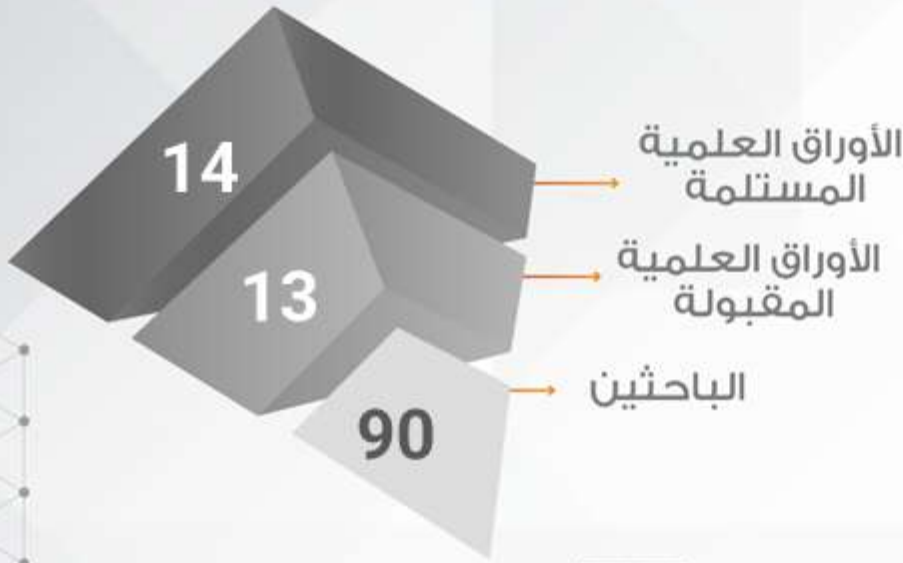 14
الأوراق العلمية
المستلمة
13
الأوراق العلمية
المقبولة
90
الباحثين